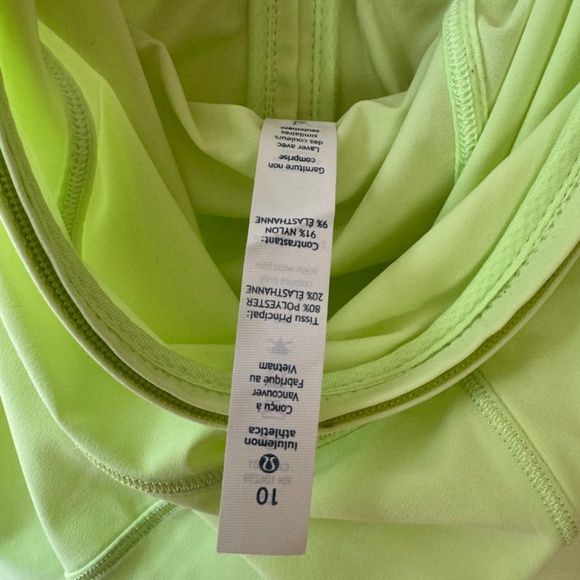 10
lululemon
athletica
Conçu à
Vancouver
Fabriqué au
Vietnam
Tissu Principal:
80% POLYESTER
20% ÉLASTHANNE
Contrastant:
91% NYLON
9% ÉLASTHANNE
Garniture non
comprise
Laver avec
des couleurs
similaires
seulement